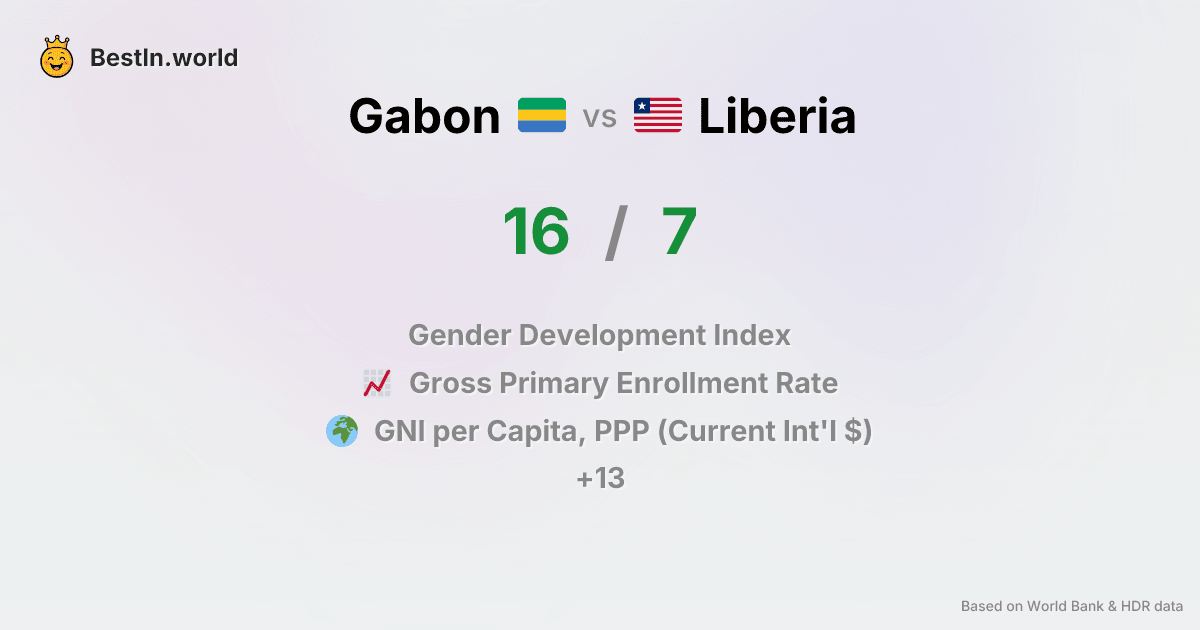 BestIn.world
Gabon vs Liberia
16 / 7
Gender Development Index
Gross Primary Enrollment Rate
GNI per Capita, PPP (Current Int'l $)
+13
Based on World Bank & HDR data